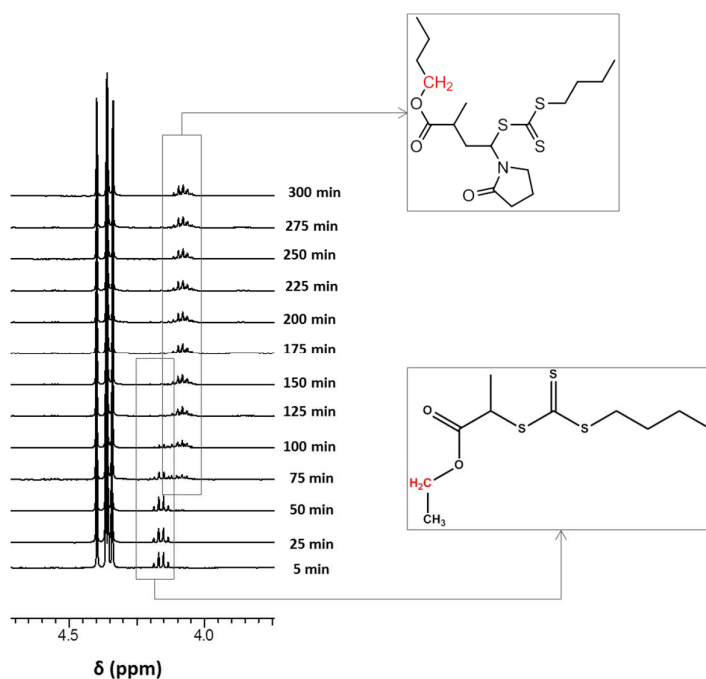 CH₂
O
O
S
S
S
N
O
300 min
275 min
250 min
225 min
200 min
175 min
150 min
125 min
100 min
75 min
50 min
25 min
5 min
S
O
S
S
O
H₂C
CH₃
4.5
4.0
δ (ppm)